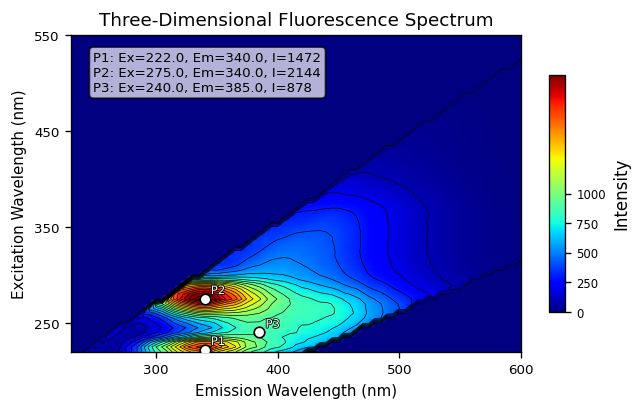 Three-Dimensional Fluorescence Spectrum
550
450
350
250
Excitation Wavelength (nm)
P1: Ex=222.0, Em=340.0, I=1472
P2: Ex=275.0, Em=340.0, I=2144
P3: Ex=240.0, Em=385.0, I=878
P2
P3
P1
300
400
500
600
Emission Wavelength (nm)
1000
750
500
250
0
Intensity